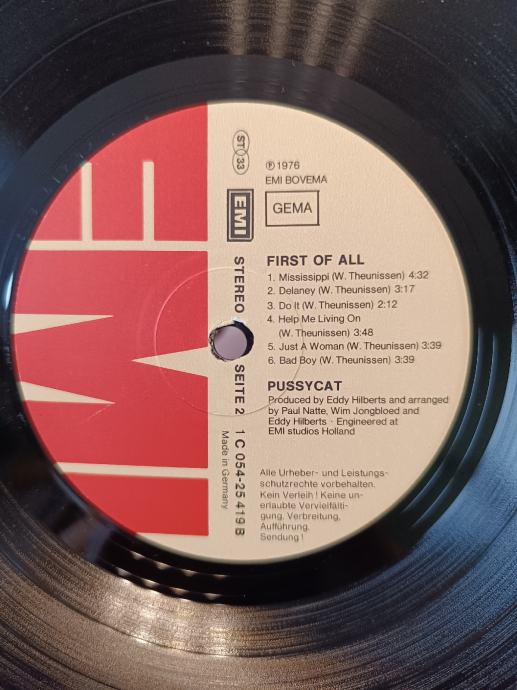 ST 33
℗ 1976
EMI BOVEMA
GEMA
EMI
FIRST OF ALL
1. Mississippi (W. Theunissen) 4:32
2. Delaney (W. Theunissen) 3:17
3. Do It (W. Theunissen) 2:12
4. Help Me Living On
(W. Theunissen) 3:48
5. Just A Woman (W. Theunissen) 3:39
6. Bad Boy (W. Theunissen) 3:39
PUSSYCAT
Produced by Eddy Hilberts and arranged
by Paul Natte, Wim Jongbloed and
Eddy Hilberts · Engineered at
EMI studios Holland
Alle Urheber- und Leistungs-
schutzrechte vorbehalten.
Kein Verleih! Keine un-
erlaubte Vervielfälti-
gung, Verbreitung,
Aufführung,
Sendung!
STEREO SEITE 2 1 C 054-25 419 B
Made in Germany
EMI